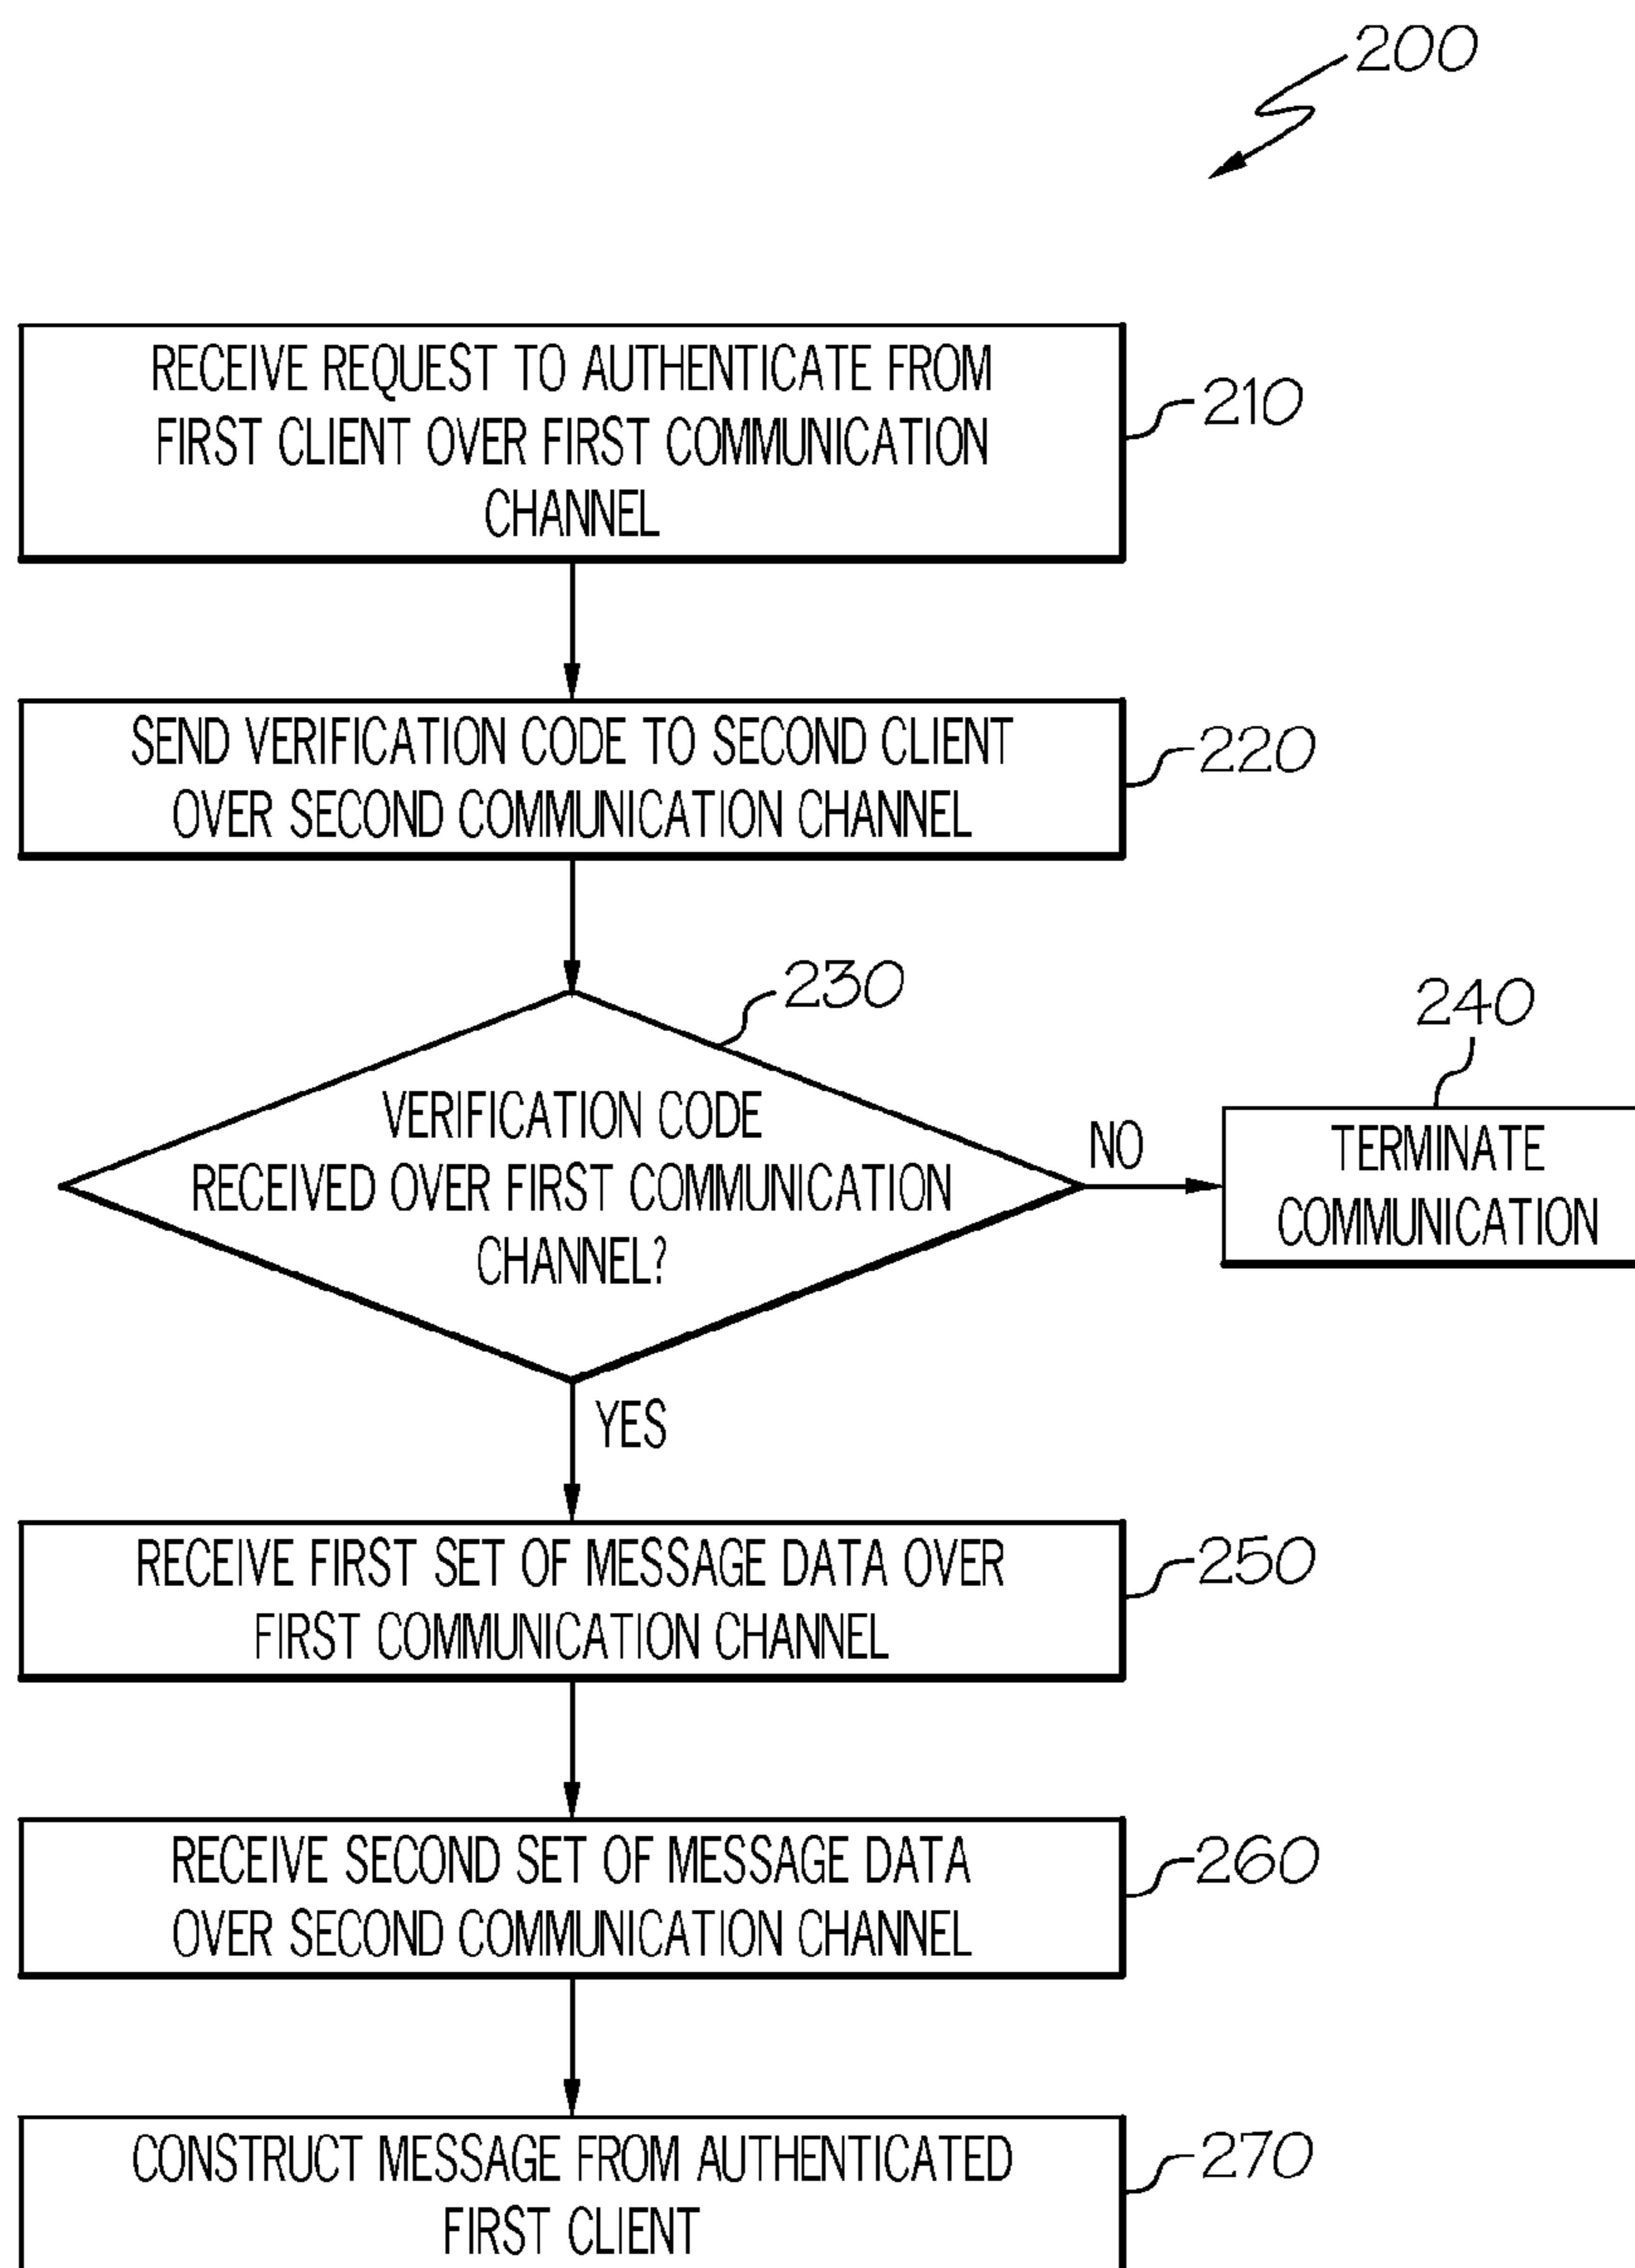 200
RECEIVE REQUEST TO AUTHENTICATE FROM
FIRST CLIENT OVER FIRST COMMUNICATION
CHANNEL
210
SEND VERIFICATION CODE TO SECOND CLIENT
OVER SECOND COMMUNICATION CHANNEL
220
230
VERIFICATION CODE
RECEIVED OVER FIRST COMMUNICATION
CHANNEL?
NO
240
TERMINATE
COMMUNICATION
YES
RECEIVE FIRST SET OF MESSAGE DATA OVER
FIRST COMMUNICATION CHANNEL
250
RECEIVE SECOND SET OF MESSAGE DATA
OVER SECOND COMMUNICATION CHANNEL
260
CONSTRUCT MESSAGE FROM AUTHENTICATED
FIRST CLIENT
270